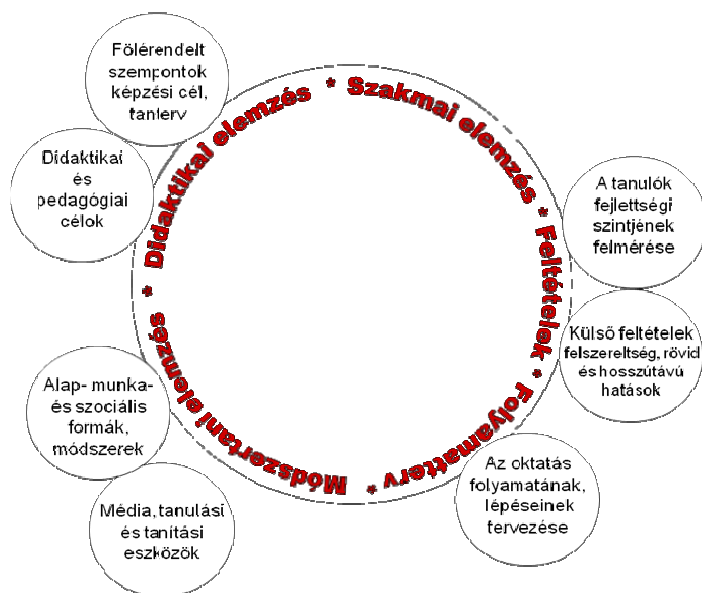 Fölérendelt
szempontok
képzési cél,
tanterv
Didaktikai
és
pedagógiai
célok
Alap- munka-
és szociális
formák,
módszerek
Média, tanulási
és tanítási
eszközök
* Didaktikai elemzés * Szakmai elemzés * Feltételek * Folyamatterv * Módszertani elemzés
A tanulók
fejlettségi
szintjének
felmérése
Külső feltételek
felszereltség, rövid
és hosszútávú
hatások
Az oktatás
folyamatának,
lépéseinek
tervezése